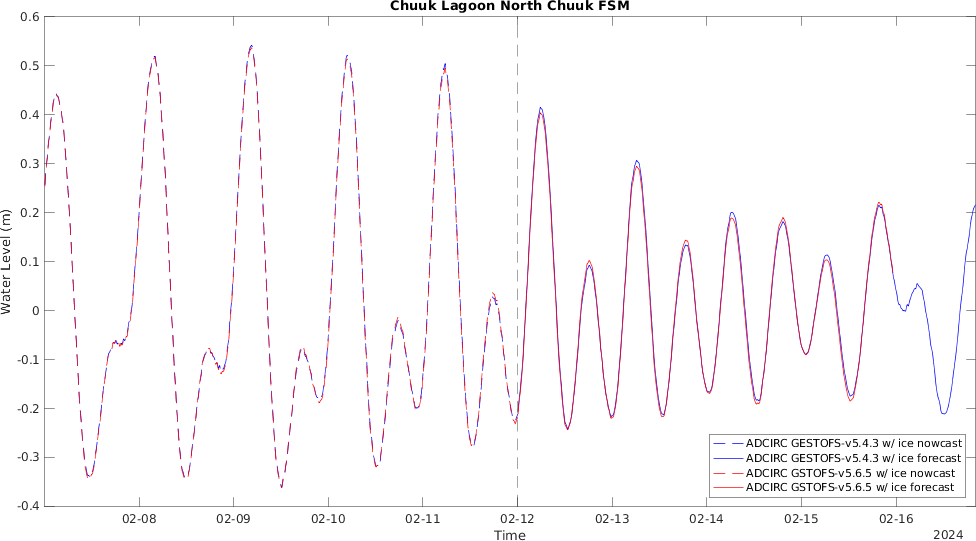 Chuuk Lagoon North Chuuk FSM
Water Level (m)
0.6
0.5
0.4
0.3
0.2
0.1
0
-0.1
-0.2
-0.3
-0.4
ADCIRC GESTOFS-v5.4.3 w/ ice nowcast
ADCIRC GESTOFS-v5.4.3 w/ ice forecast
ADCIRC GSTOFS-v5.6.5 w/ ice nowcast
ADCIRC GSTOFS-v5.6.5 w/ ice forecast
02-08 02-09 02-10 02-11 02-12 02-13 02-14 02-15 02-16
Time
2024